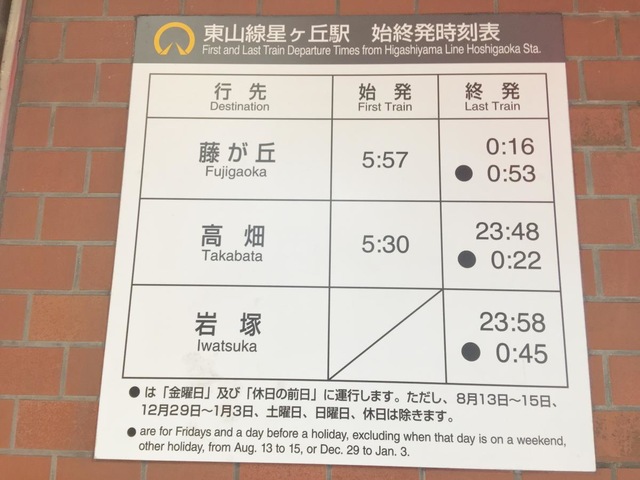 東山線星ヶ丘駅 始終発時刻表
First and Last Train Departure Times from Higashiyama Line Hoshigaoka Sta.
行先 始発 終発
Destination First Train Last Train
藤が丘 5:57 0:16
Fujigaoka ● 0:53
高畑 5:30 23:48
Takabata ● 0:22
岩塚 23:58
Iwatsuka ● 0:45
●は「金曜日」及び「休日の前日」に運行します。ただし、8月13日〜15日、
12月29日〜1月3日、土曜日、日曜日、休日は除きます。
● are for Fridays and a day before a holiday, excluding when that day is on a weekend,
other holiday, from Aug. 13 to 15, or Dec. 29 to Jan. 3.